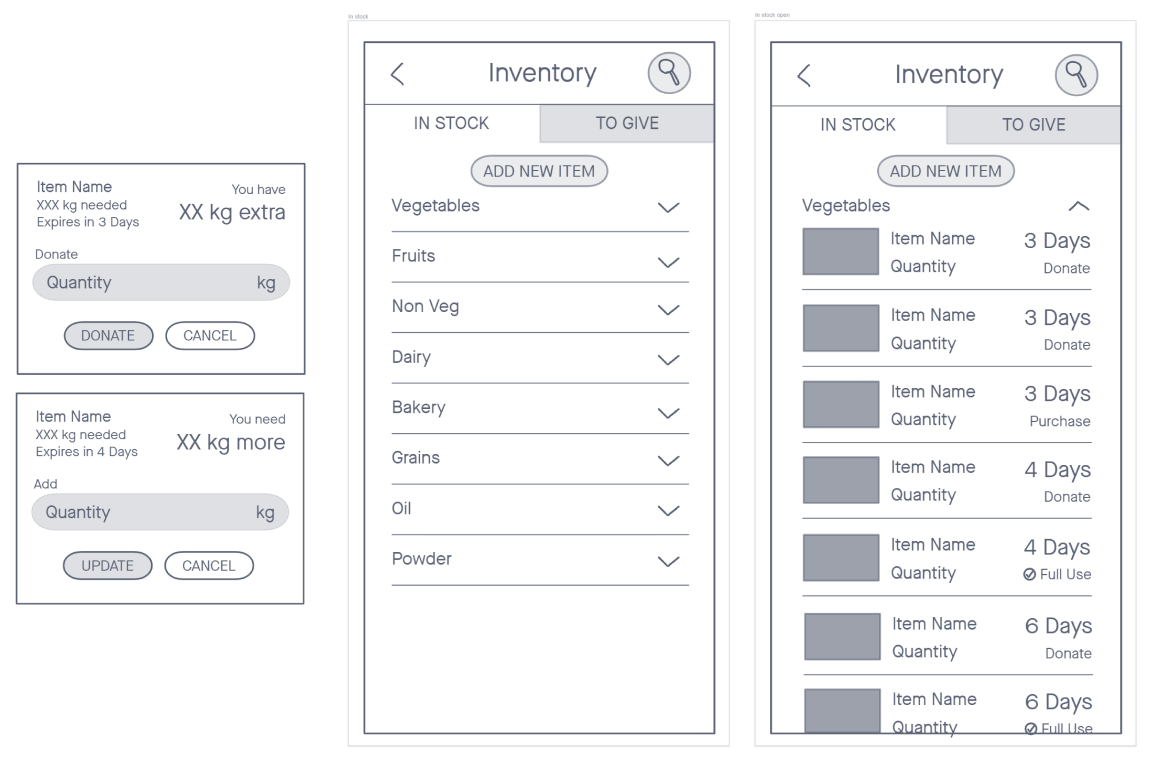 Item Name
You have
XXX kg needed
XX kg extra
Expires in 3 Days
Donate
Quantity kg
DONATE CANCEL
Item Name
You need
XXX kg needed
XX kg more
Expires in 4 Days
Add
Quantity kg
UPDATE CANCEL
In stock
Inventory
IN STOCK TO GIVE
ADD NEW ITEM
Vegetables
Fruits
Non Veg
Dairy
Bakery
Grains
Oil
Powder
In stock open
Inventory
IN STOCK TO GIVE
ADD NEW ITEM
Vegetables
Item Name 3 Days
Quantity Donate
Item Name 3 Days
Quantity Donate
Item Name 3 Days
Quantity Purchase
Item Name 4 Days
Quantity Donate
Item Name 4 Days
Quantity Full Use
Item Name 6 Days
Quantity Donate
Item Name 6 Days
Quantity Full Use